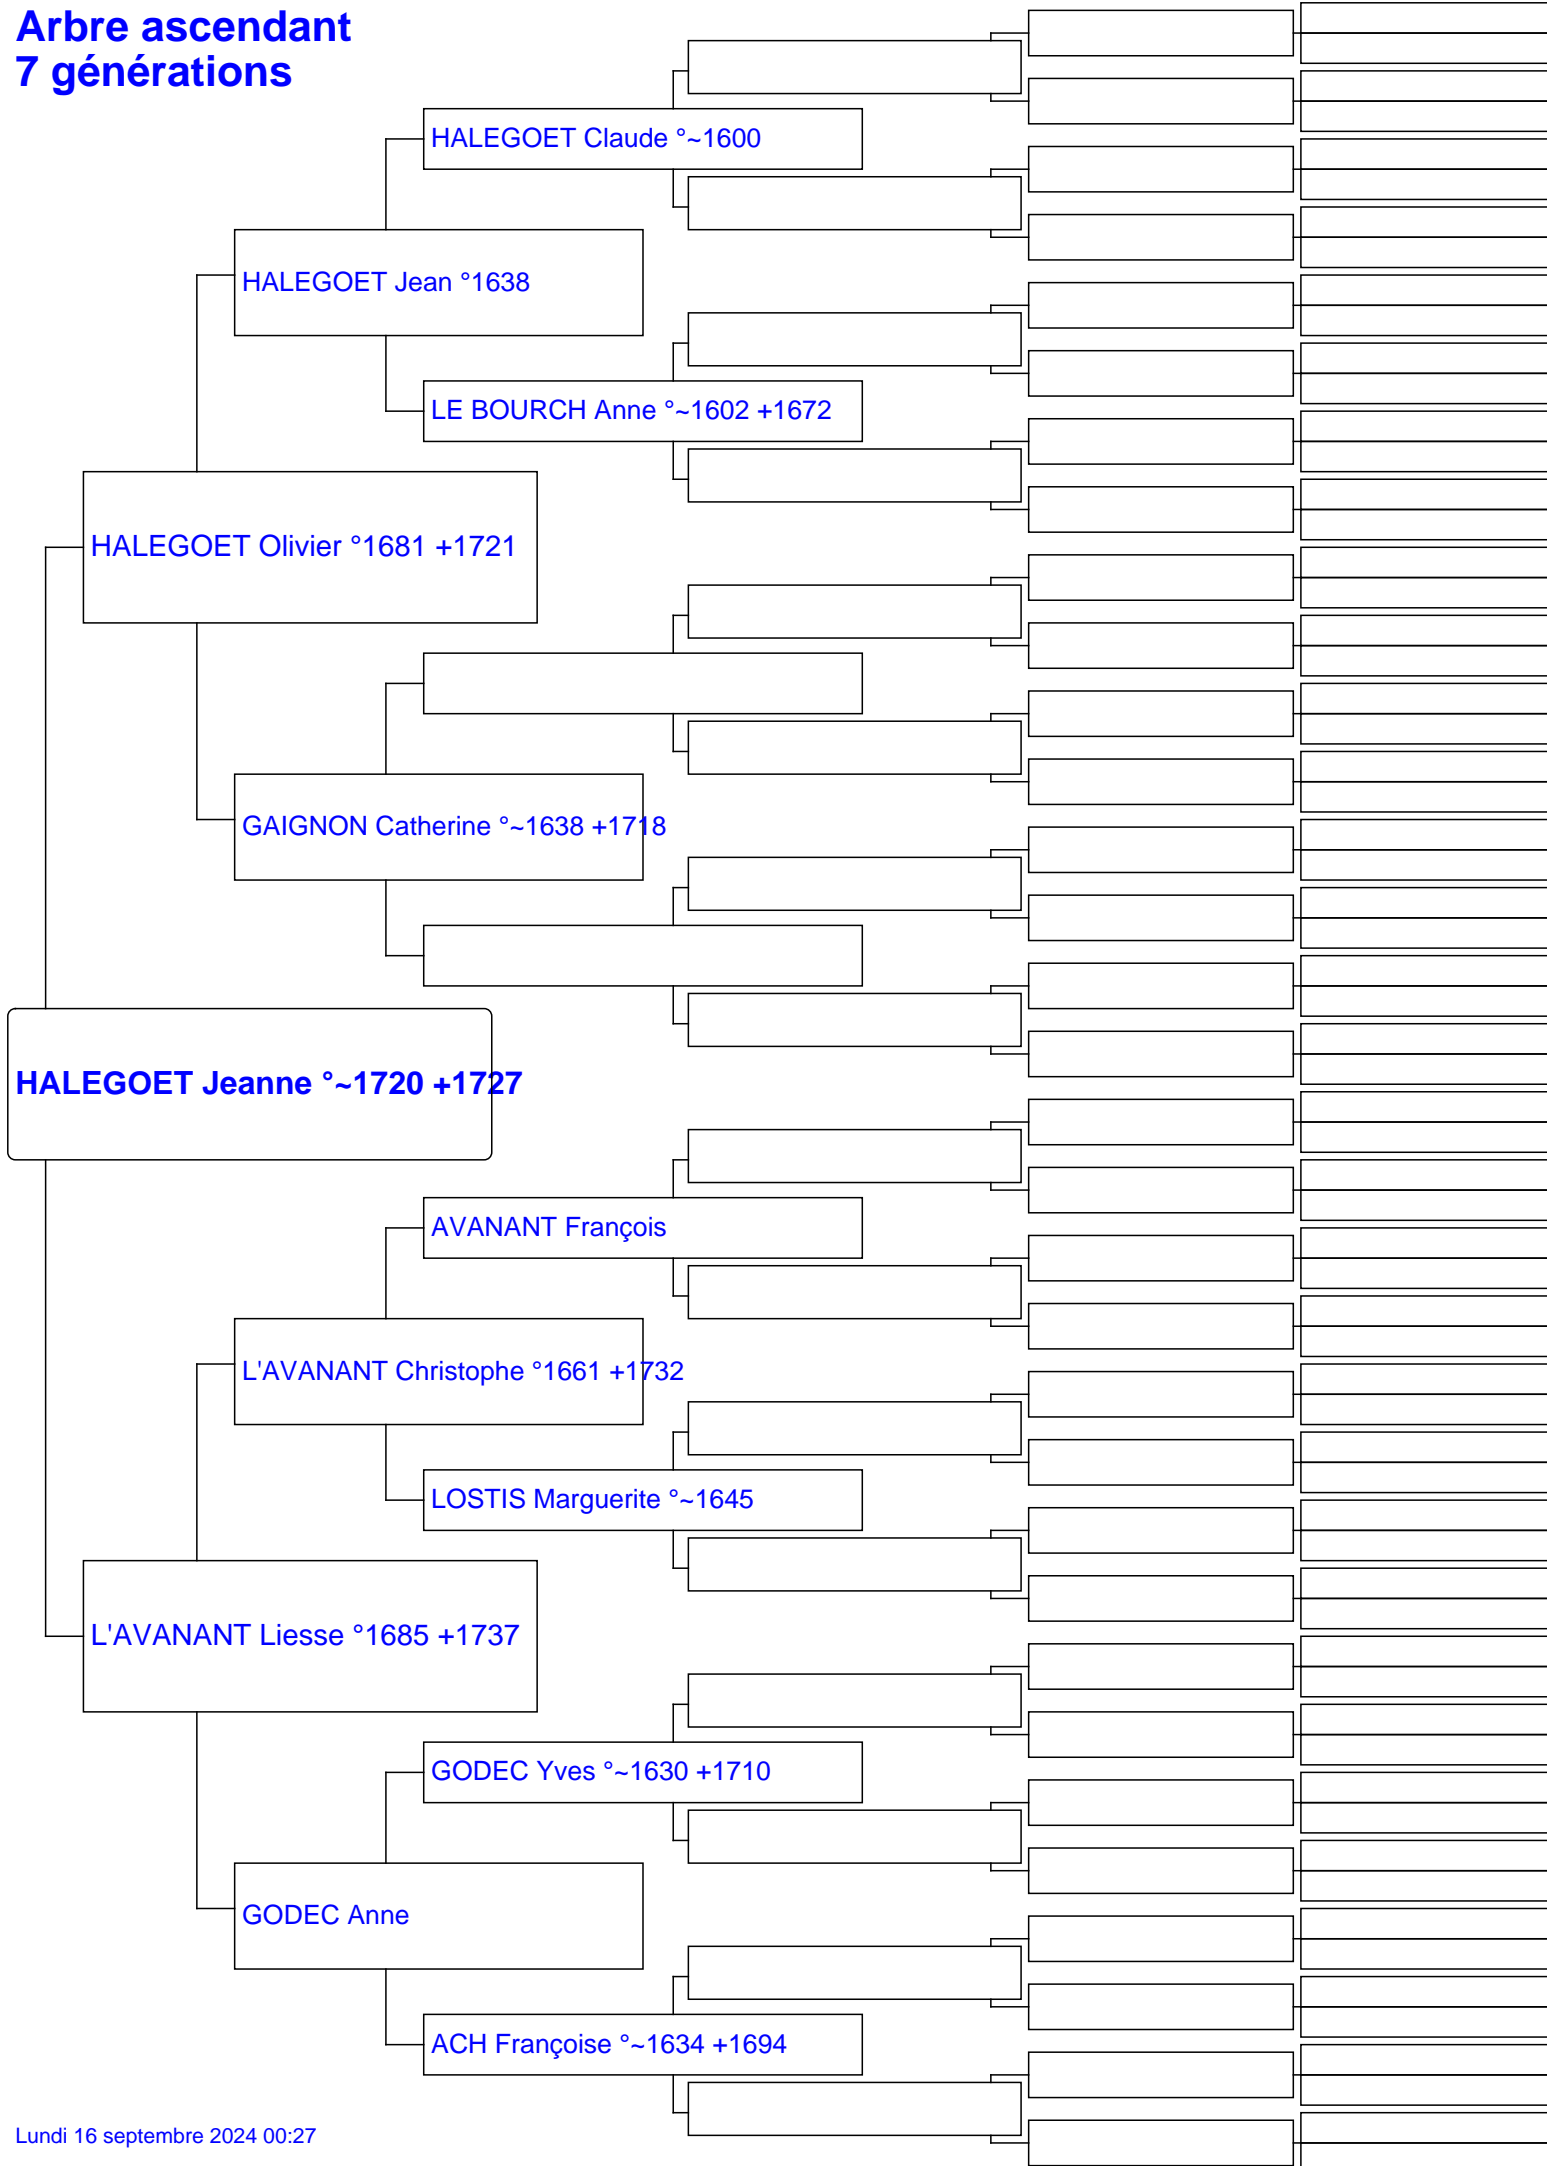 Arbre ascendant
7 générations
HALEGOET Claude °~1600
HALEGOET Jean °1638
LE BOURCH Anne °~1602 +1672
HALEGOET Olivier °1681 +1721
GAIGNON Catherine °~1638 +1718
HALEGOET Jeanne °~1720 +1727
AVANANT François
L'AVANANT Christophe °1661 +1732
LOSTIS Marguerite °~1645
L'AVANANT Liesse °1685 +1737
GODEC Yves °~1630 +1710
GODEC Anne
ACH Françoise °~1634 +1694
Lundi 16 septembre 2024 00:27